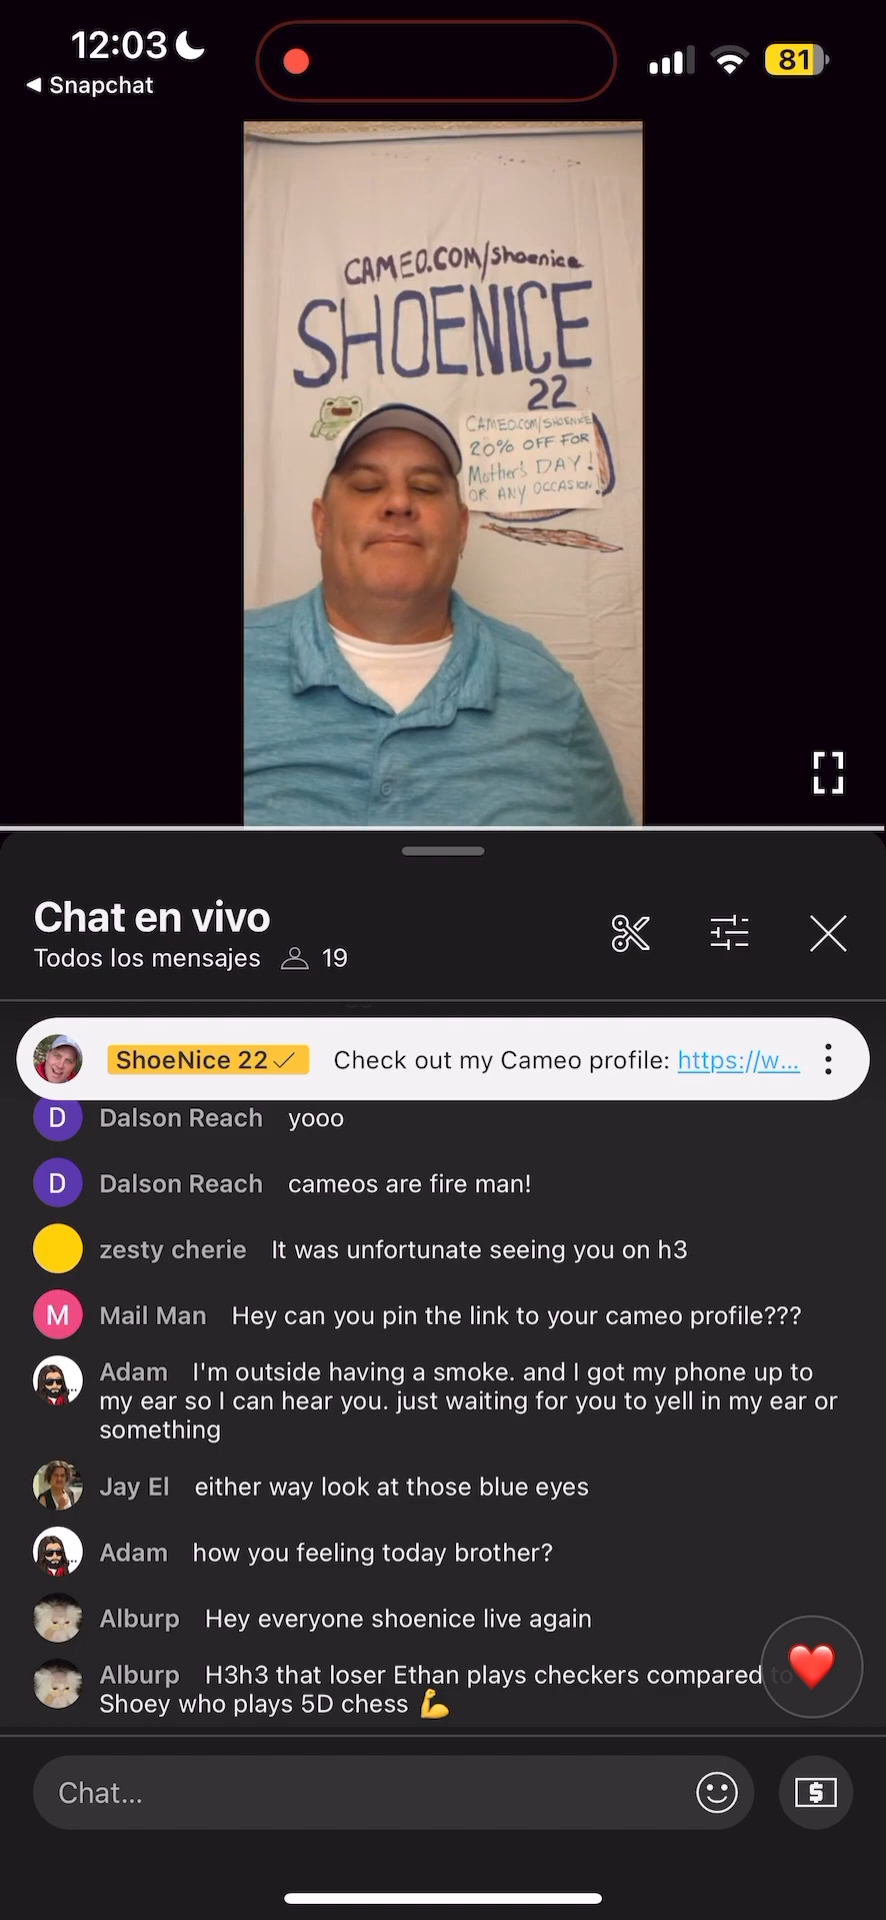 12:03
81
Snapchat
CAMEO.COM/shoenice
SHOENICE
22
CAMEO.COM/SHOENICE
20% OFF FOR
Mother's DAY!
OR ANY OCCASION!
Chat en vivo
Todos los mensajes 19
ShoeNice 22 Check out my Cameo profile: https://w...
D Dalson Reach yooo
D Dalson Reach cameos are fire man!
zesty cherie It was unfortunate seeing you on h3
M Mail Man Hey can you pin the link to your cameo profile???
Adam I'm outside having a smoke. and I got my phone up to
my ear so I can hear you. just waiting for you to yell in my ear or
something
Jay El either way look at those blue eyes
Adam how you feeling today brother?
Alburp Hey everyone shoenice live again
Alburp H3h3 that loser Ethan plays checkers compared to
Shoey who plays 5D chess 💪
Chat...